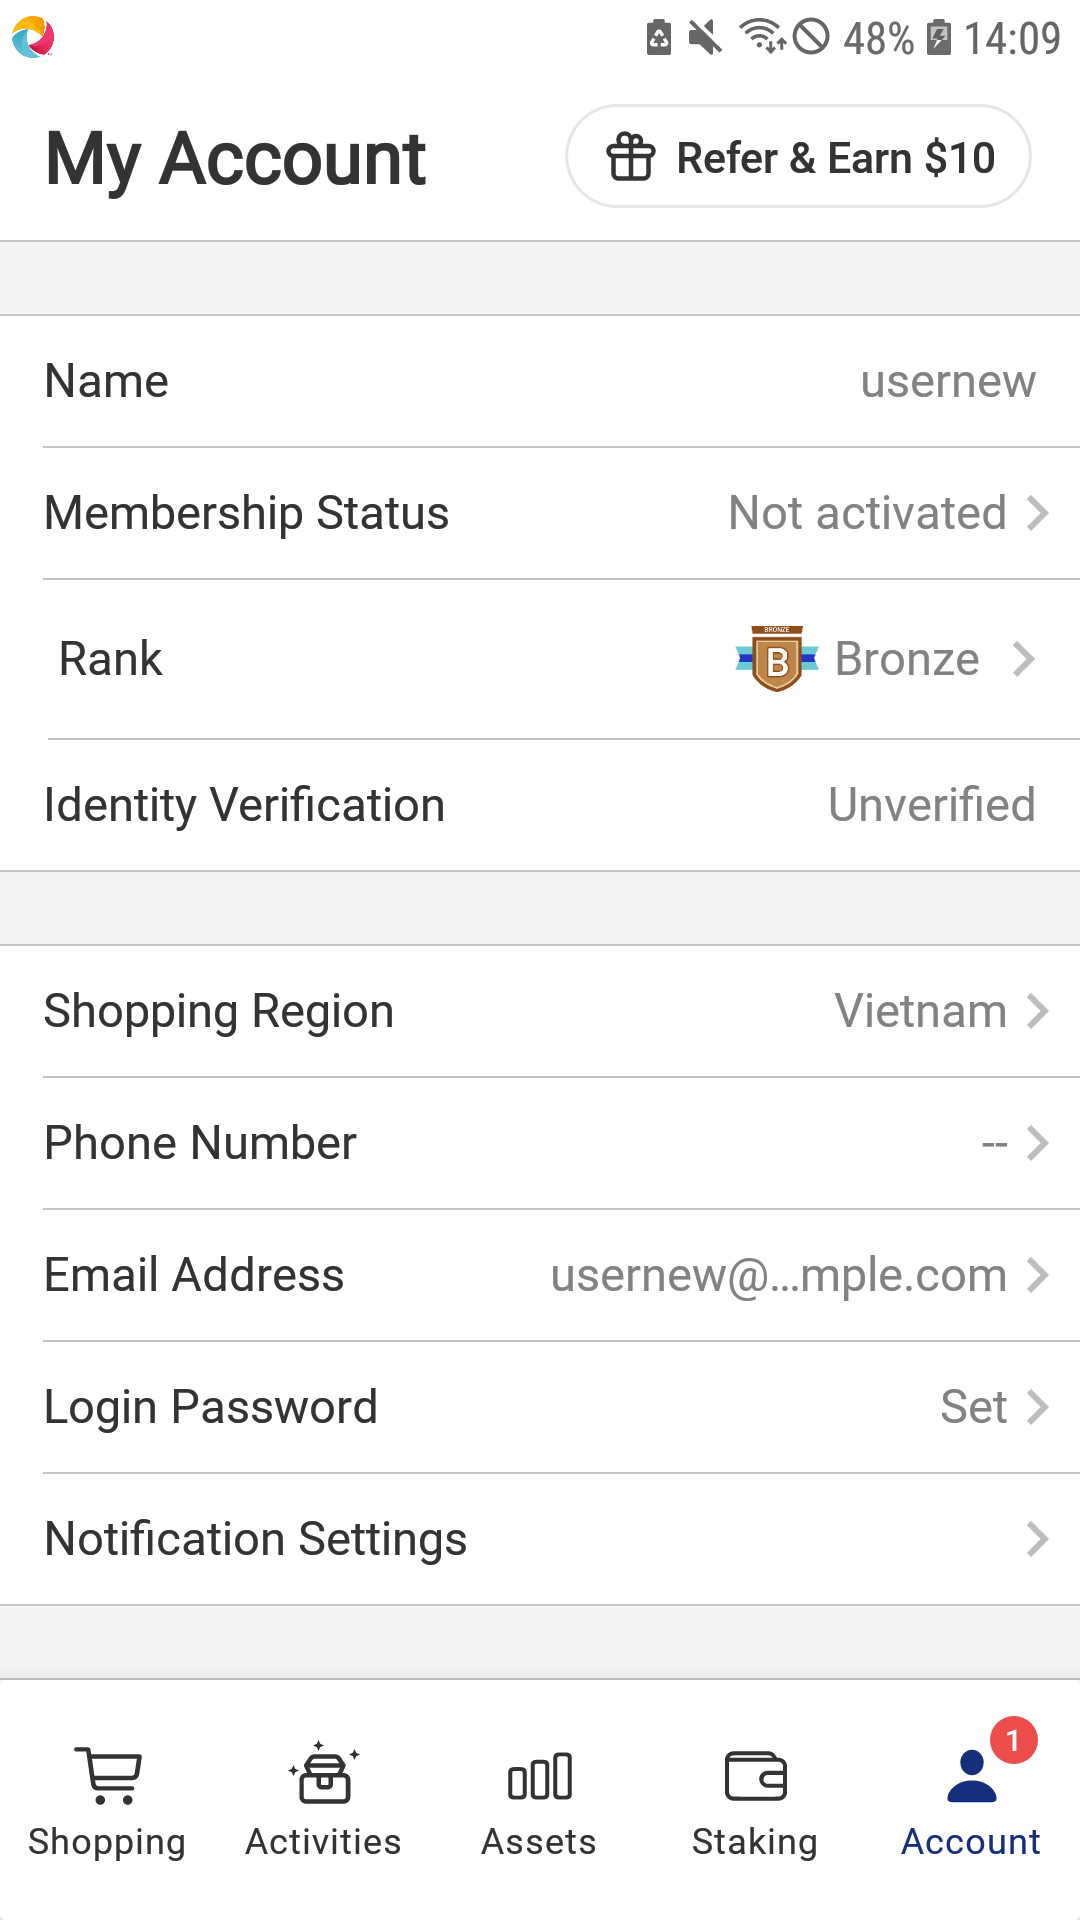 48% 14:09
My Account
Refer & Earn $10
Name usernew
Membership Status Not activated
BRONZE
Rank B Bronze
Identity Verification Unverified
Shopping Region Vietnam
Phone Number --
Email Address usernew@...mple.com
Login Password Set
Notification Settings
1
Shopping Activities Assets Staking Account